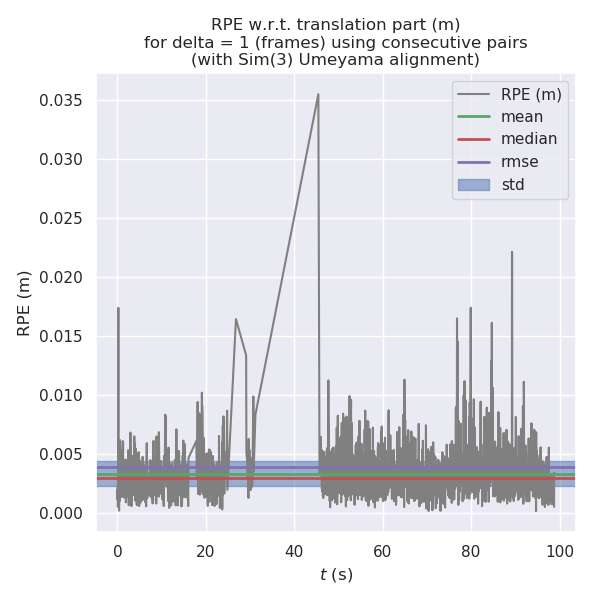 RPE w.r.t. translation part (m)
for delta = 1 (frames) using consecutive pairs
(with Sim(3) Umeyama alignment)
RPE (m)
mean
median
rmse
std
0.035
0.030
0.025
0.020
0.015
0.010
0.005
0.000
RPE (m)
0 20 40 60 80 100
t (s)